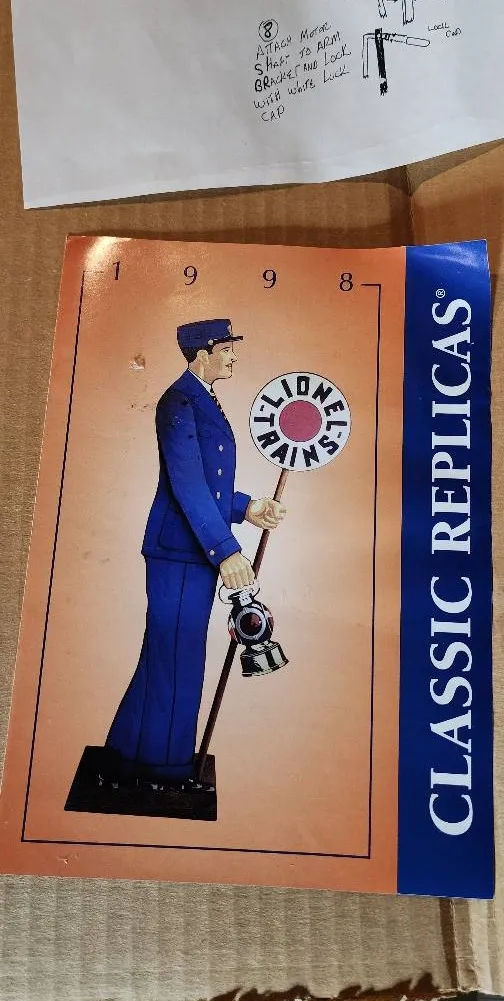 8
ATTACH MOTOR
SHAFT TO ARM
BRACKET AND LOCK
WITH WHITE LOCK
CAP
LOCK
CAP
1 9 9 8
-LIONEL-
TRAINS
CLASSIC REPLICAS®